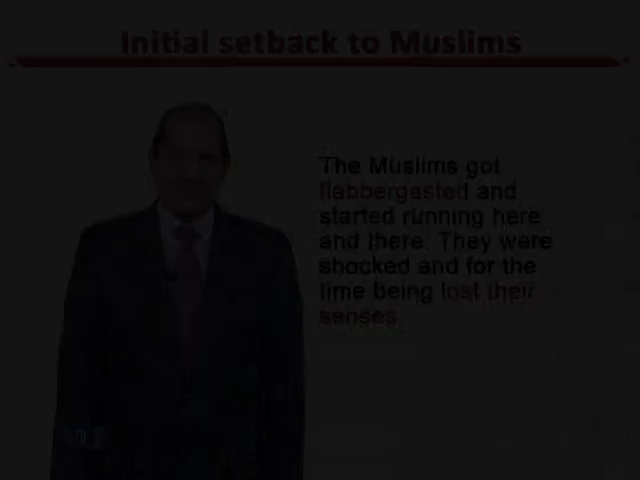 Initial setback to Muslims
The Muslims got
flabbergasted and
started running here
and there. They were
shocked and for the
time being lost their
senses.